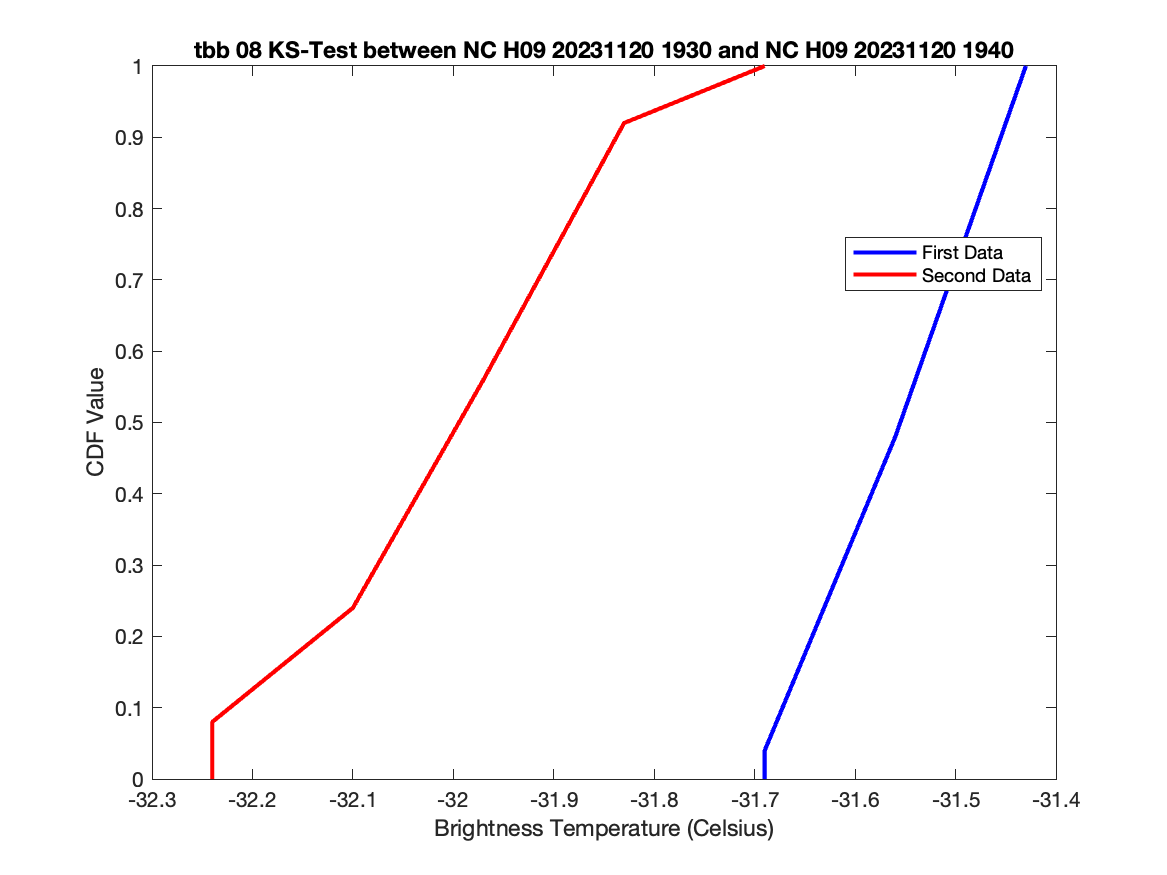 tbb 08 KS-Test between NC H09 20231120 1930 and NC H09 20231120 1940
1
0.9
0.8
0.7
0.6
0.5
0.4
0.3
0.2
0.1
0
CDF Value
First Data
Second Data
-32.3 -32.2 -32.1 -32 -31.9 -31.8 -31.7 -31.6 -31.5 -31.4
Brightness Temperature (Celsius)